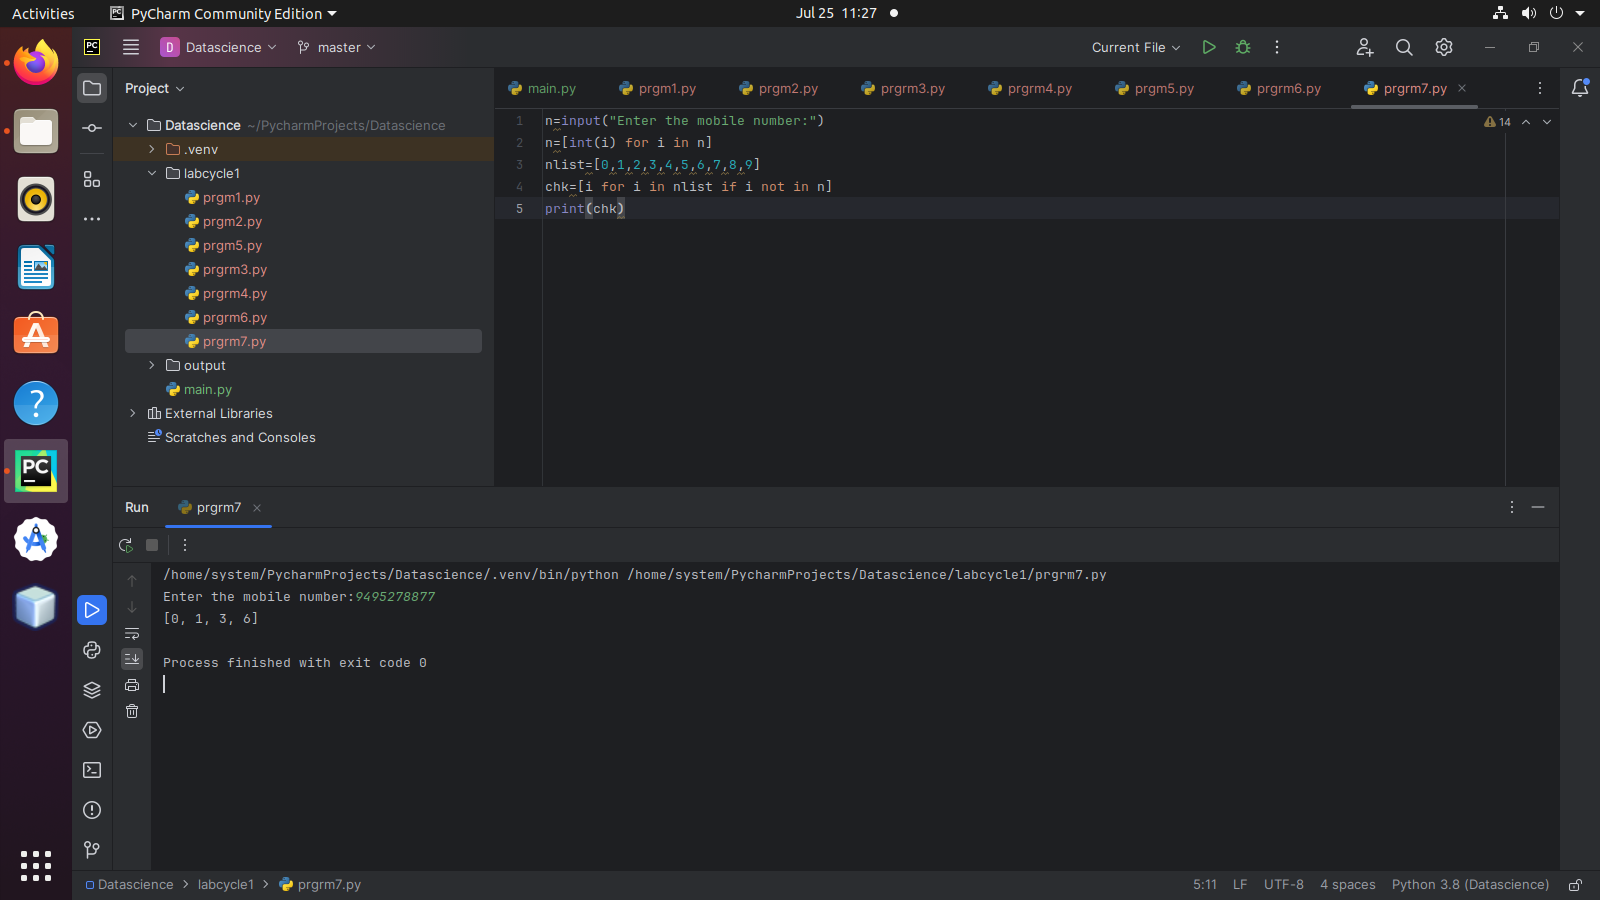 Activities PyCharm Community Edition Jul 25 11:27
PC D Datascience master Current File
Project
Datascience ~/PycharmProjects/Datascience
.venv
labcycle1
prgm1.py
prgm2.py
prgm5.py
prgrm3.py
prgrm4.py
prgrm6.py
prgrm7.py
output
main.py
External Libraries
Scratches and Consoles
main.py prgm1.py prgm2.py prgrm3.py prgrm4.py prgm5.py prgrm6.py prgrm7.py
1 n=input("Enter the mobile number:")
2 n=[int(i) for i in n]
3 nlist=[0,1,2,3,4,5,6,7,8,9]
4 chk=[i for i in nlist if i not in n]
5 print(chk)
14
PC
Run prgrm7
/home/system/PycharmProjects/Datascience/.venv/bin/python /home/system/PycharmProjects/Datascience/labcycle1/prgrm7.py
Enter the mobile number:9495278877
[0, 1, 3, 6]
Process finished with exit code 0
Datascience labcycle1 prgrm7.py 5:11 LF UTF-8 4 spaces Python 3.8 (Datascience)